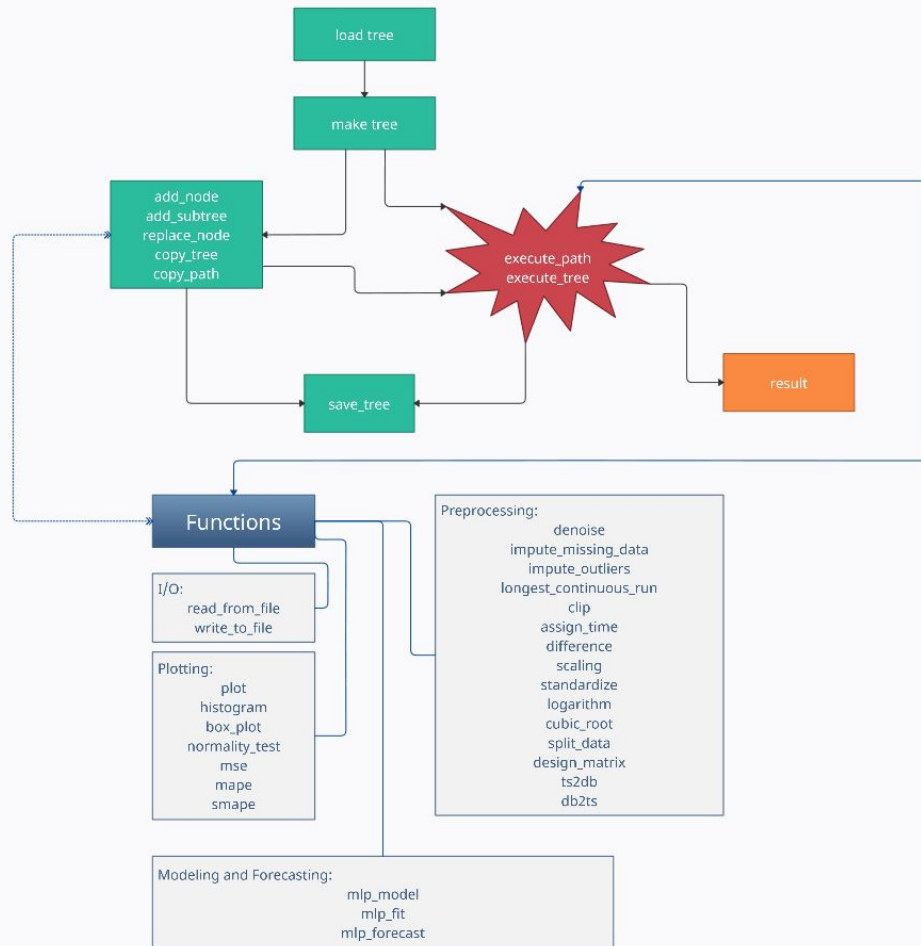 load tree
make tree
add_node
add_subtree
replace_node
copy_tree
copy_path
execute_path
execute_tree
result
save_tree
Functions
I/O:
read_from_file
write_to_file
Plotting:
plot
histogram
box_plot
normality_test
mse
mape
smape
Preprocessing:
denoise
impute_missing_data
impute_outliers
longest_continuous_run
clip
assign_time
difference
scaling
standardize
logarithm
cubic_root
split_data
design_matrix
ts2db
db2ts
Modeling and Forecasting:
mlp_model
mlp_fit
mlp_forecast